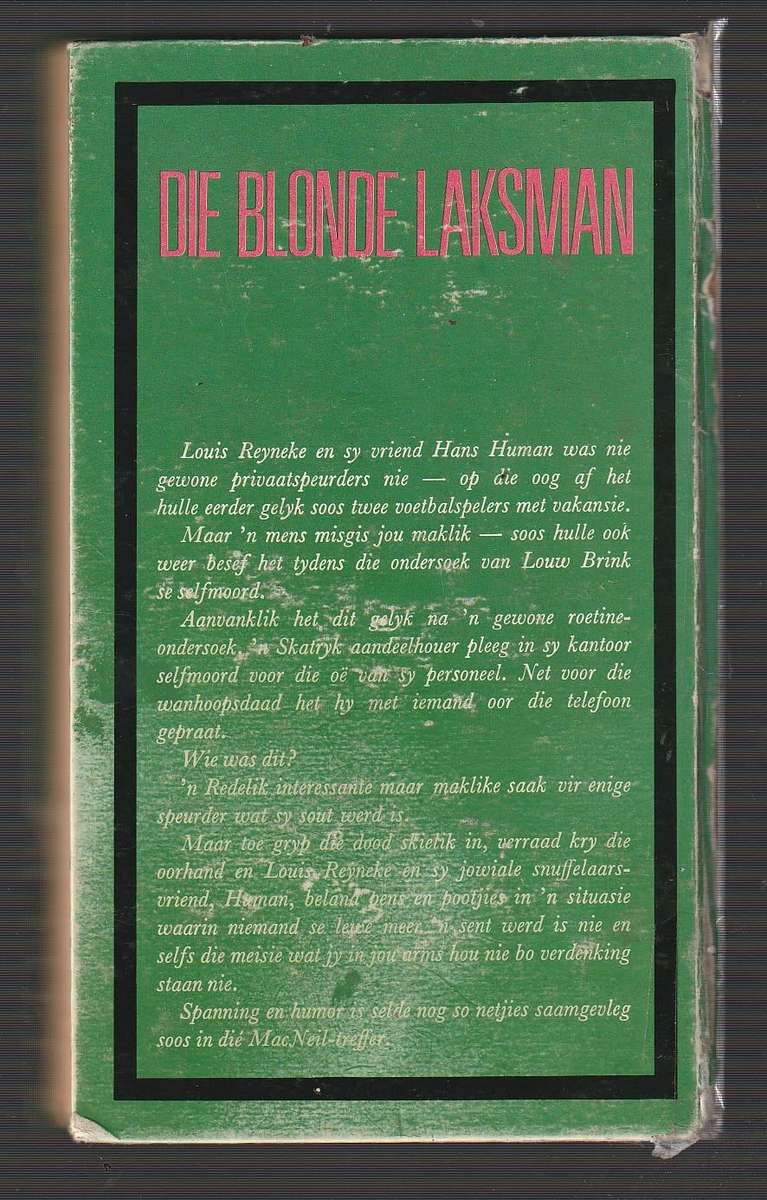 DIE BLONDE LAKSMAN
Louis Reyneke en sy vriend Hans Human was nie
gewone privaatspeurders nie — op die oog af het
hulle eerder gelyk soos twee voetbalspelers met vakansie.
Maar 'n mens misgis jou maklik — soos hulle ook
weer besef het tydens die ondersoek van Louw Brink
se selfmoord.
Aanvanklik het dit gelyk na 'n gewone roetine-
ondersoek. 'n Skatryk aandeelhouer pleeg in sy kantoor
selfmoord voor die oë van sy personeel. Net voor die
wanhoopsdaad het hy met iemand oor die telefoon
gepraat.
Wie was dit?
'n Redelik interessante maar maklike saak vir enige
speurder wat sy sout werd is.
Maar toe gryp die dood skielik in, verraad kry die
oorhand en Louis Reyneke en sy jowiale snuffelaars-
vriend, Human, beland pens en pootjies in 'n situasie
waarin niemand se lewe meer 'n sent werd is nie en
selfs die meisie wat jy in jou arms hou nie bo verdenking
staan nie.
Spanning en humor is selde nog so netjies saamgevleg
soos in dié MacNeil-treffer.